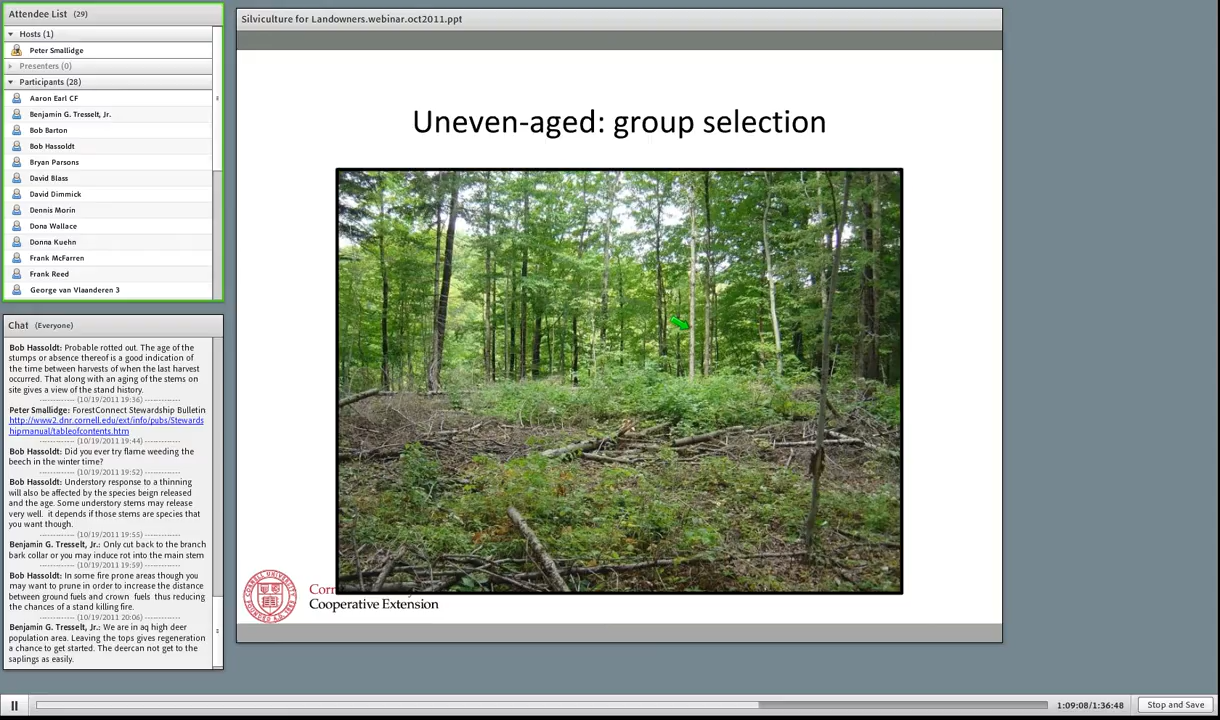 Attendee List (29)
Hosts (1)
Peter Smallidge
Presenters (0)
Participants (28)
Aaron Earl CF
Benjamin G. Tresselt, Jr.
Bob Barton
Bob Hassoldt
Bryan Parsons
David Blass
David Dimmick
Dennis Morin
Dona Wallace
Donna Kuehn
Frank McFarren
Frank Reed
George van Vlaanderen 3
Chat (Everyone)
Bob Hassoldt: Probable rotted out. The age of the
stumps or absence thereof is a good indication of
the time between harvests of when the last harvest
occurred. That along with an aging of the stems on
site gives a view of the stand history.
------------- (10/19/2011 19:36) -------------
Peter Smallidge: ForestConnect Stewardship Bulletin
http://www2.dnr.cornell.edu/ext/info/pubs/Stewards
hipmanual/tableofcontents.htm
------------- (10/19/2011 19:44) -------------
Bob Hassoldt: Did you ever try flame weeding the
beech in the winter time?
------------- (10/19/2011 19:52) -------------
Bob Hassoldt: Understory response to a thinning
will also be affected by the species beign released
and the age. Some understory stems may release
very well. it depends if those stems are species that
you want though.
------------- (10/19/2011 19:55) -------------
Benjamin G. Tresselt, Jr.: Only cut back to the branch
bark collar or you may induce rot into the main stem
------------- (10/19/2011 19:59) -------------
Bob Hassoldt: In some fire prone areas though you
may want to prune in order to increase the distance
between ground fuels and crown fuels thus reducing
the chances of a stand killing fire.
------------- (10/19/2011 20:06) -------------
Benjamin G. Tresselt, Jr.: We are in aq high deer
population area. Leaving the tops gives regeneration
a chance to get started. The deercan not get to the
saplings as easily.
Silviculture for Landowners.webinar.oct2011.ppt
Uneven-aged: group selection
Corn
Cooperative Extension
1:09:08/1:36:48
Stop and Save